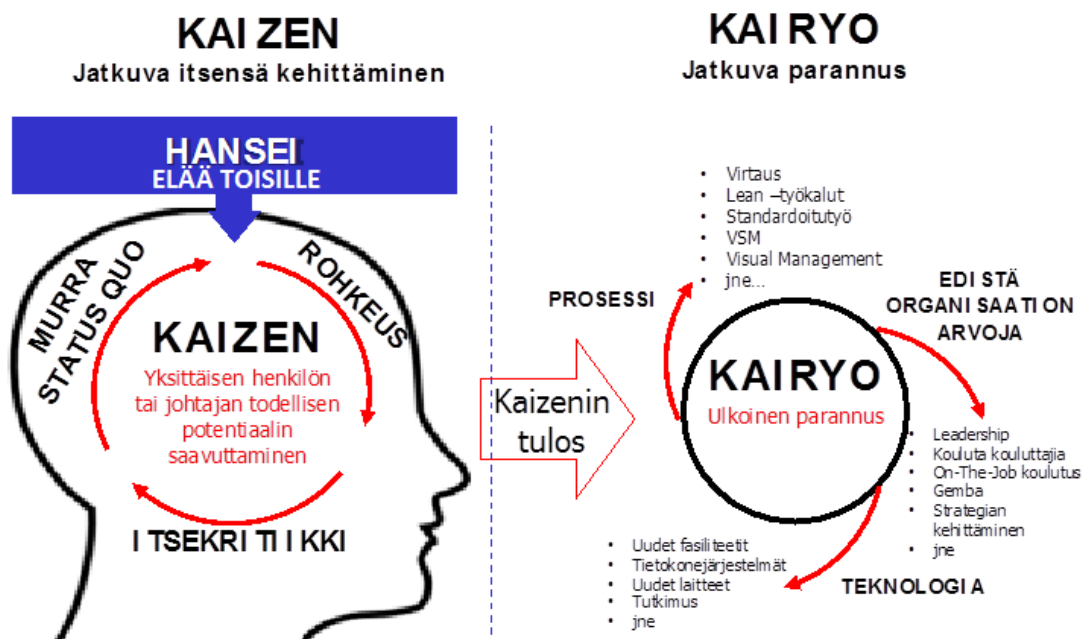 KAIZEN
Jatkuva itsensä kehittäminen
HANSEI
ELÄÄ TOISILLE
MURRA
STATUS QUO
ROHKEUS
KAIZEN
Yksittäisen henkilön
tai johtajan todellisen
potentiaalin
saavuttaminen
ITSEKRITIIKKI
Kaizenin
tulos
KAIRYO
Jatkuva parannus
• Virtaus
• Lean –työkalut
• Standardoitutyö
• VSM
• Visual Management
• jne...
PROSESSI
EDISTÄ
ORGANISAATION
ARVOJA
KAIRYO
Ulkoinen parannus
• Leadership
• Kouluta kouluttajia
• On-The-Job koulutus
• Gemba
• Strategian
kehittäminen
• jne
• Uudet fasiliteetit
• Tietokonejärjestelmät
• Uudet laitteet
• Tutkimus
• jne
TEKNOLOGIA